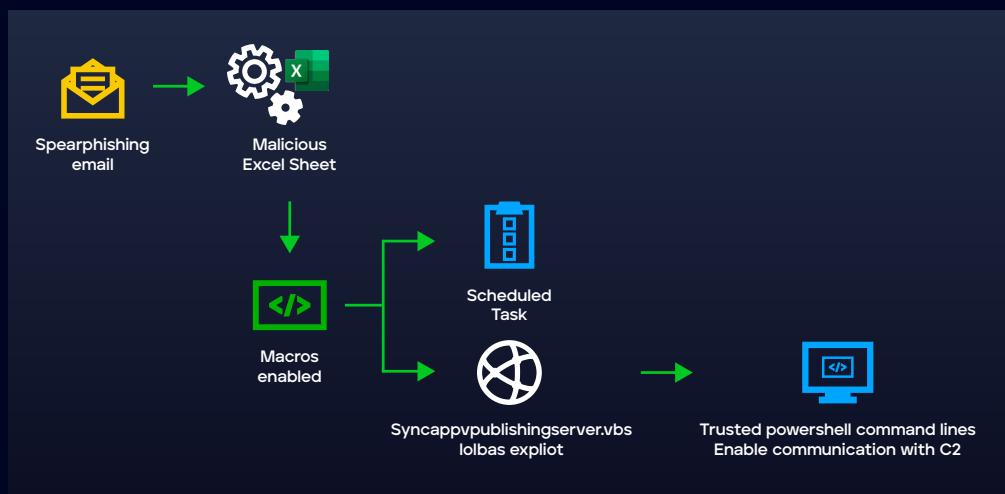 X
Spearphishing
email
Malicious
Excel Sheet
</>
Macros
enabled
Scheduled
Task
Syncappvpublishingserver.vbs
lolbas expliot
</>
Trusted powershell command lines
Enable communication with C2